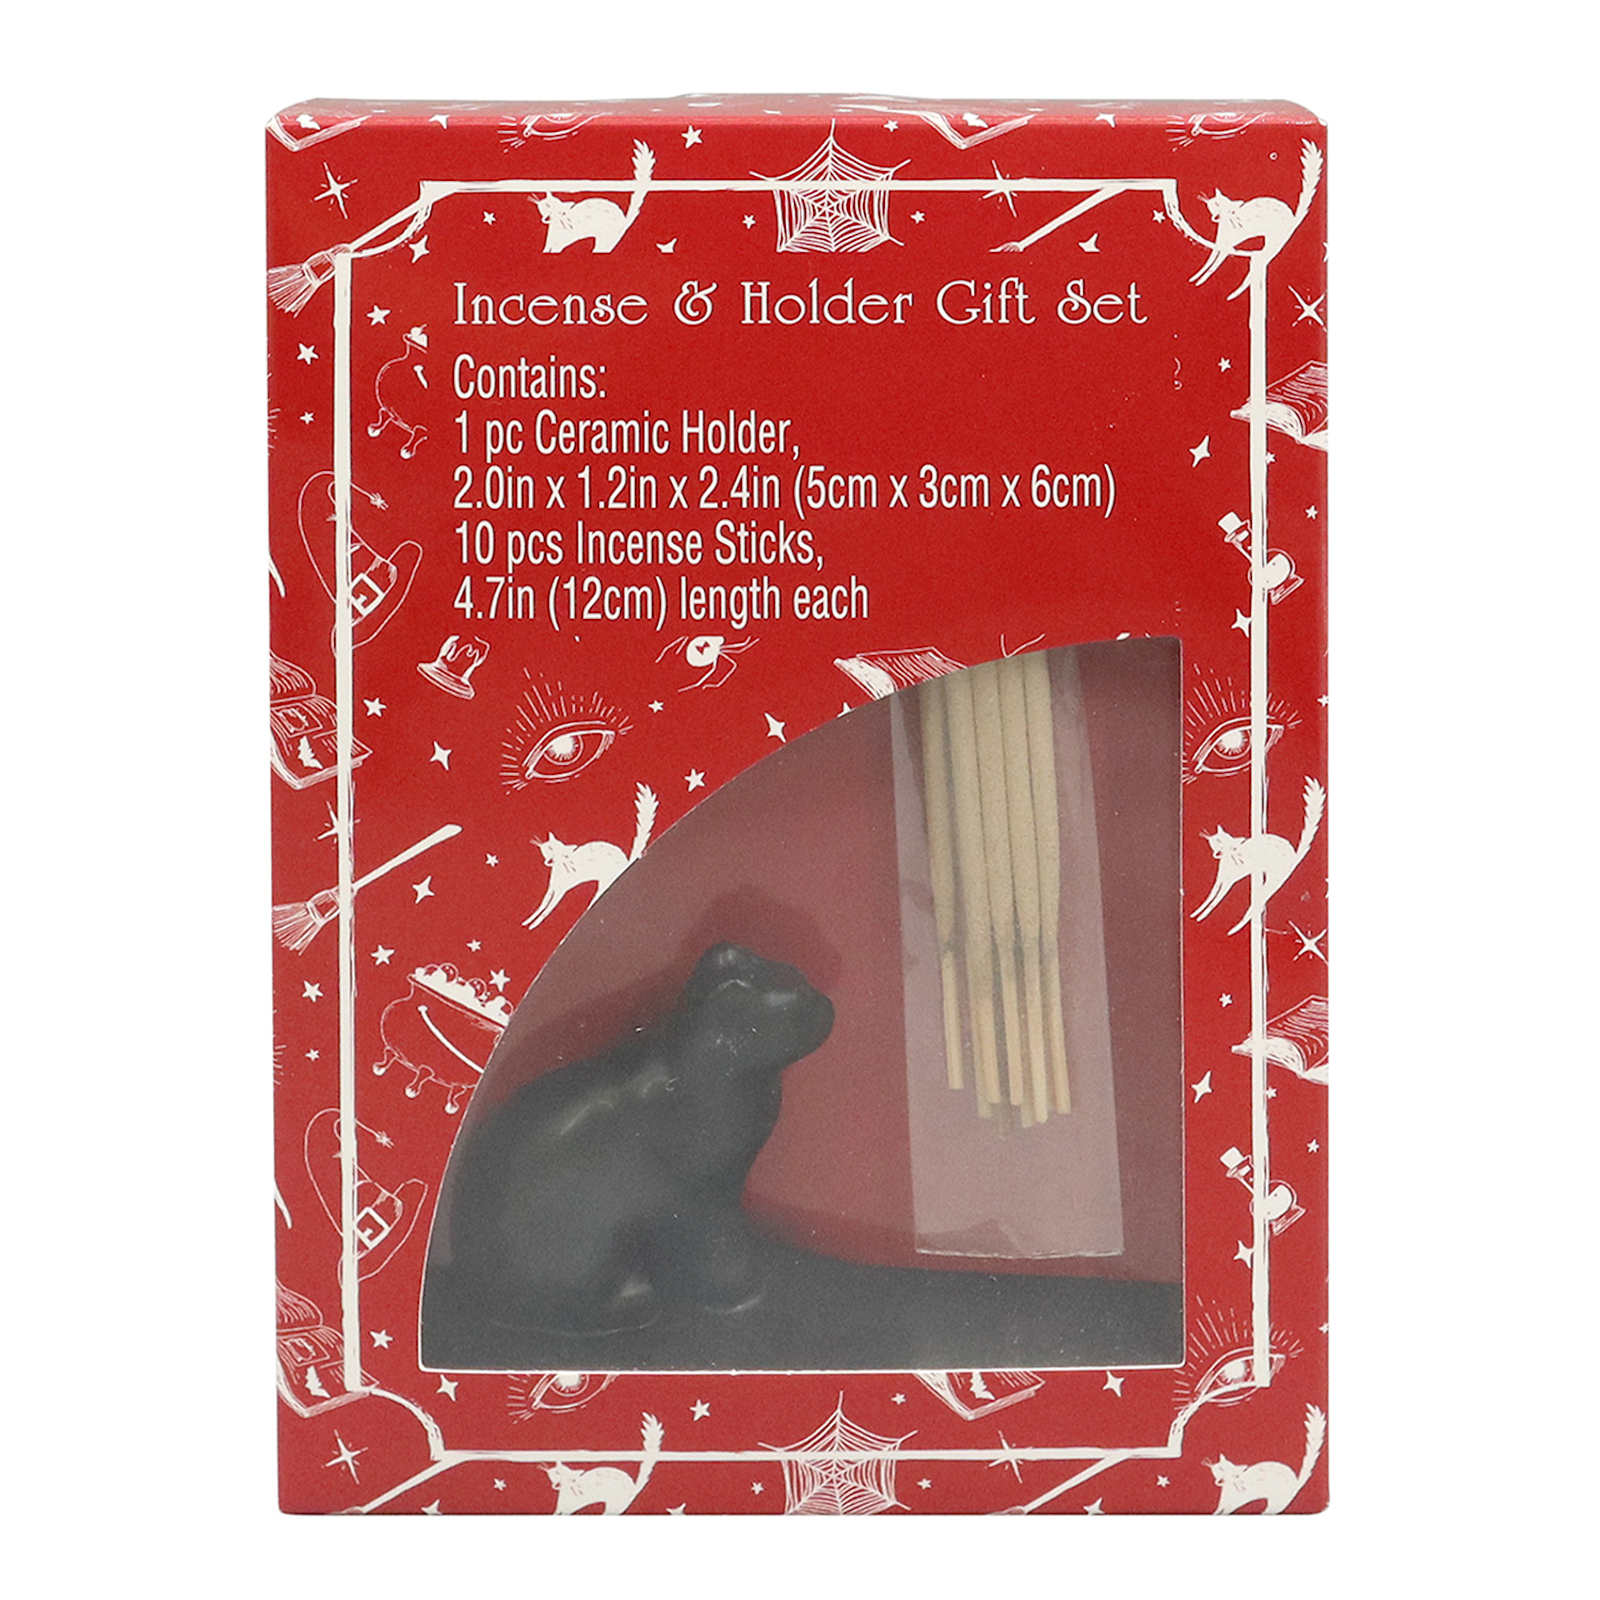 Incense & Holder Gift Set
Contains:
1 pc Ceramic Holder,
2.0in x 1.2in x 2.4in (5cm x 3cm x 6cm)
10 pcs Incense Sticks,
4.7in (12cm) length each